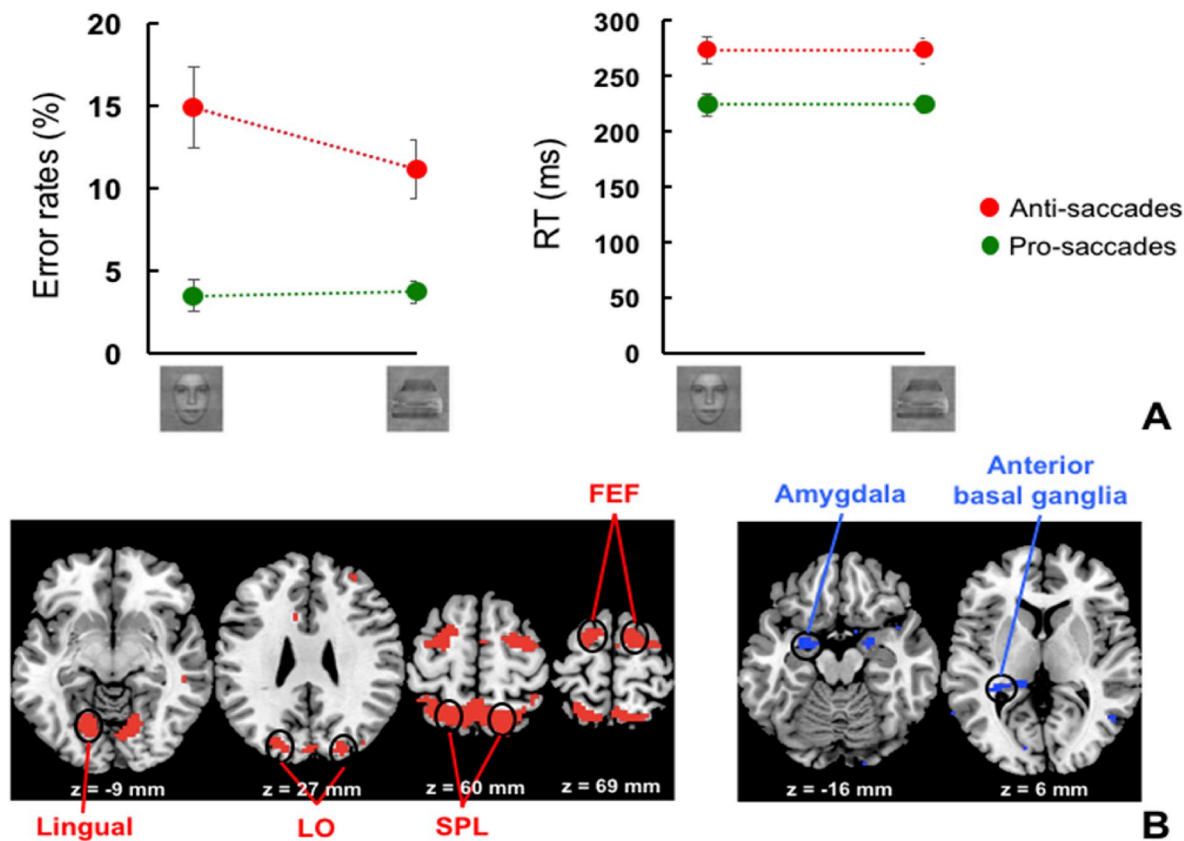 20
15
10
5
0
Error rates (%)
300
250
200
150
100
50
0
RT (ms)
Anti-saccades
Pro-saccades
A
FEF
Amygdala
Anterior
basal ganglia
z = -9 mm
z = 27 mm
z = 60 mm
z = 69 mm
z = -16 mm
z = 6 mm
Lingual
LO
SPL
B